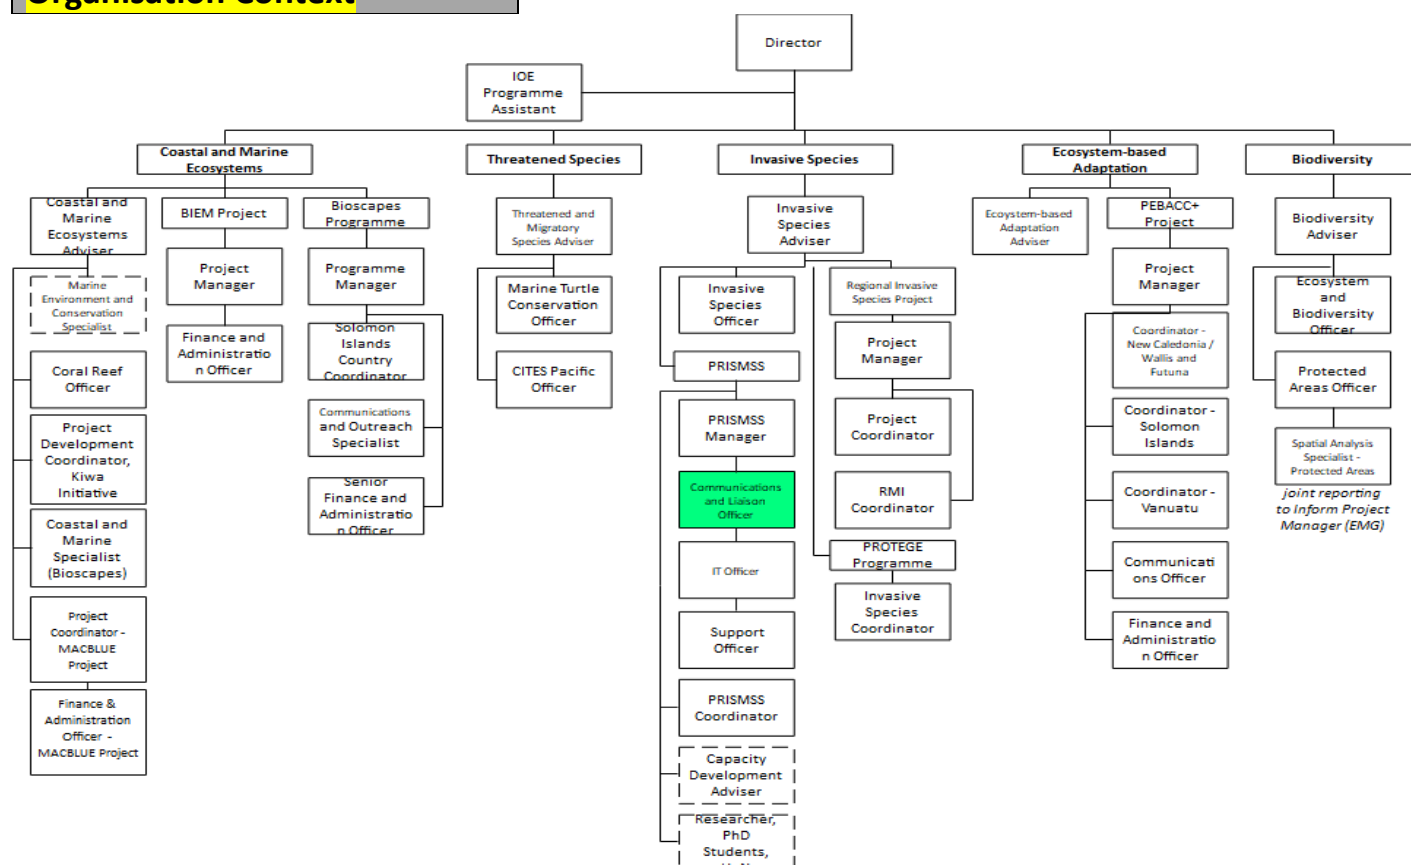 Organisation Context
Director
IOE
Programme
Assistant
Coastal and Marine
Ecosystems
Threatened Species
Invasive Species
Ecosystem-based
Adaptation
Biodiversity
Coastal and
Marine
Ecosystems
Adviser
BIEM Project
Bioscapes
Programme
Threatened and
Migratory
Species Adviser
Invasive
Species
Adviser
Ecoystem-based
Adaptation
Adviser
PEBACC+
Project
Biodiversity
Adviser
Marine
Environment and
Conservation
Specialist
Project
Manager
Programme
Manager
Marine Turtle
Conservation
Officer
Invasive
Species
Officer
Regional Invasive
Species Project
Project
Manager
Ecosystem
and
Biodiversity
Officer
Coral Reef
Officer
Finance and
Administratio
n Officer
Solomon
Islands
Country
Coordinator
CITES Pacific
Officer
PRISMSS
Project
Manager
Coordinator -
New Caledonia /
Wallis and
Futuna
Protected
Areas Officer
Project
Development
Coordinator,
Kiwa
Initiative
Communications
and Outreach
Specialist
PRISMSS
Manager
Project
Coordinator
Coordinator -
Solomon
Islands
Spatial Analysis
Specialist -
Protected Areas
joint reporting
to Inform Project
Manager (EMG)
Coastal and
Marine
Specialist
(Bioscapes)
Senior
Finance and
Administratio
n Officer
Communications
and Liaison
Officer
RMI
Coordinator
Coordinator -
Vanuatu
IT Officer
PROTEGE
Programme
Communicati
ons Officer
Project
Coordinator -
MACBLUE
Project
Support
Officer
Invasive
Species
Coordinator
Finance and
Administratio
n Officer
Finance &
Administration
Officer -
MACBLUE Project
PRISMSS
Coordinator
Capacity
Development
Adviser
Researcher,
PhD
Students,